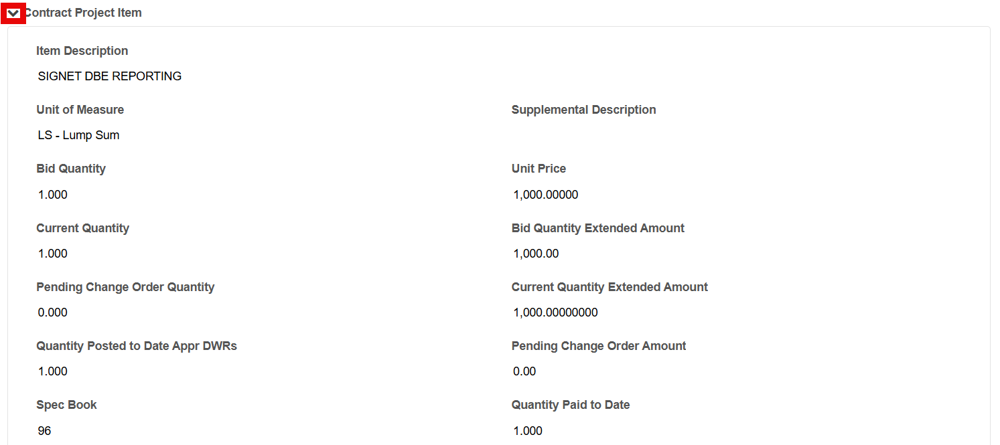 Contract Project Item
Item Description
SIGNET DBE REPORTING
Unit of Measure
Supplemental Description
LS - Lump Sum
Bid Quantity
Unit Price
1.000
1,000.00000
Current Quantity
Bid Quantity Extended Amount
1.000
1,000.00
Pending Change Order Quantity
Current Quantity Extended Amount
0.000
1,000.00000000
Quantity Posted to Date Appr DWRs
Pending Change Order Amount
1.000
0.00
Spec Book
Quantity Paid to Date
96
1.000